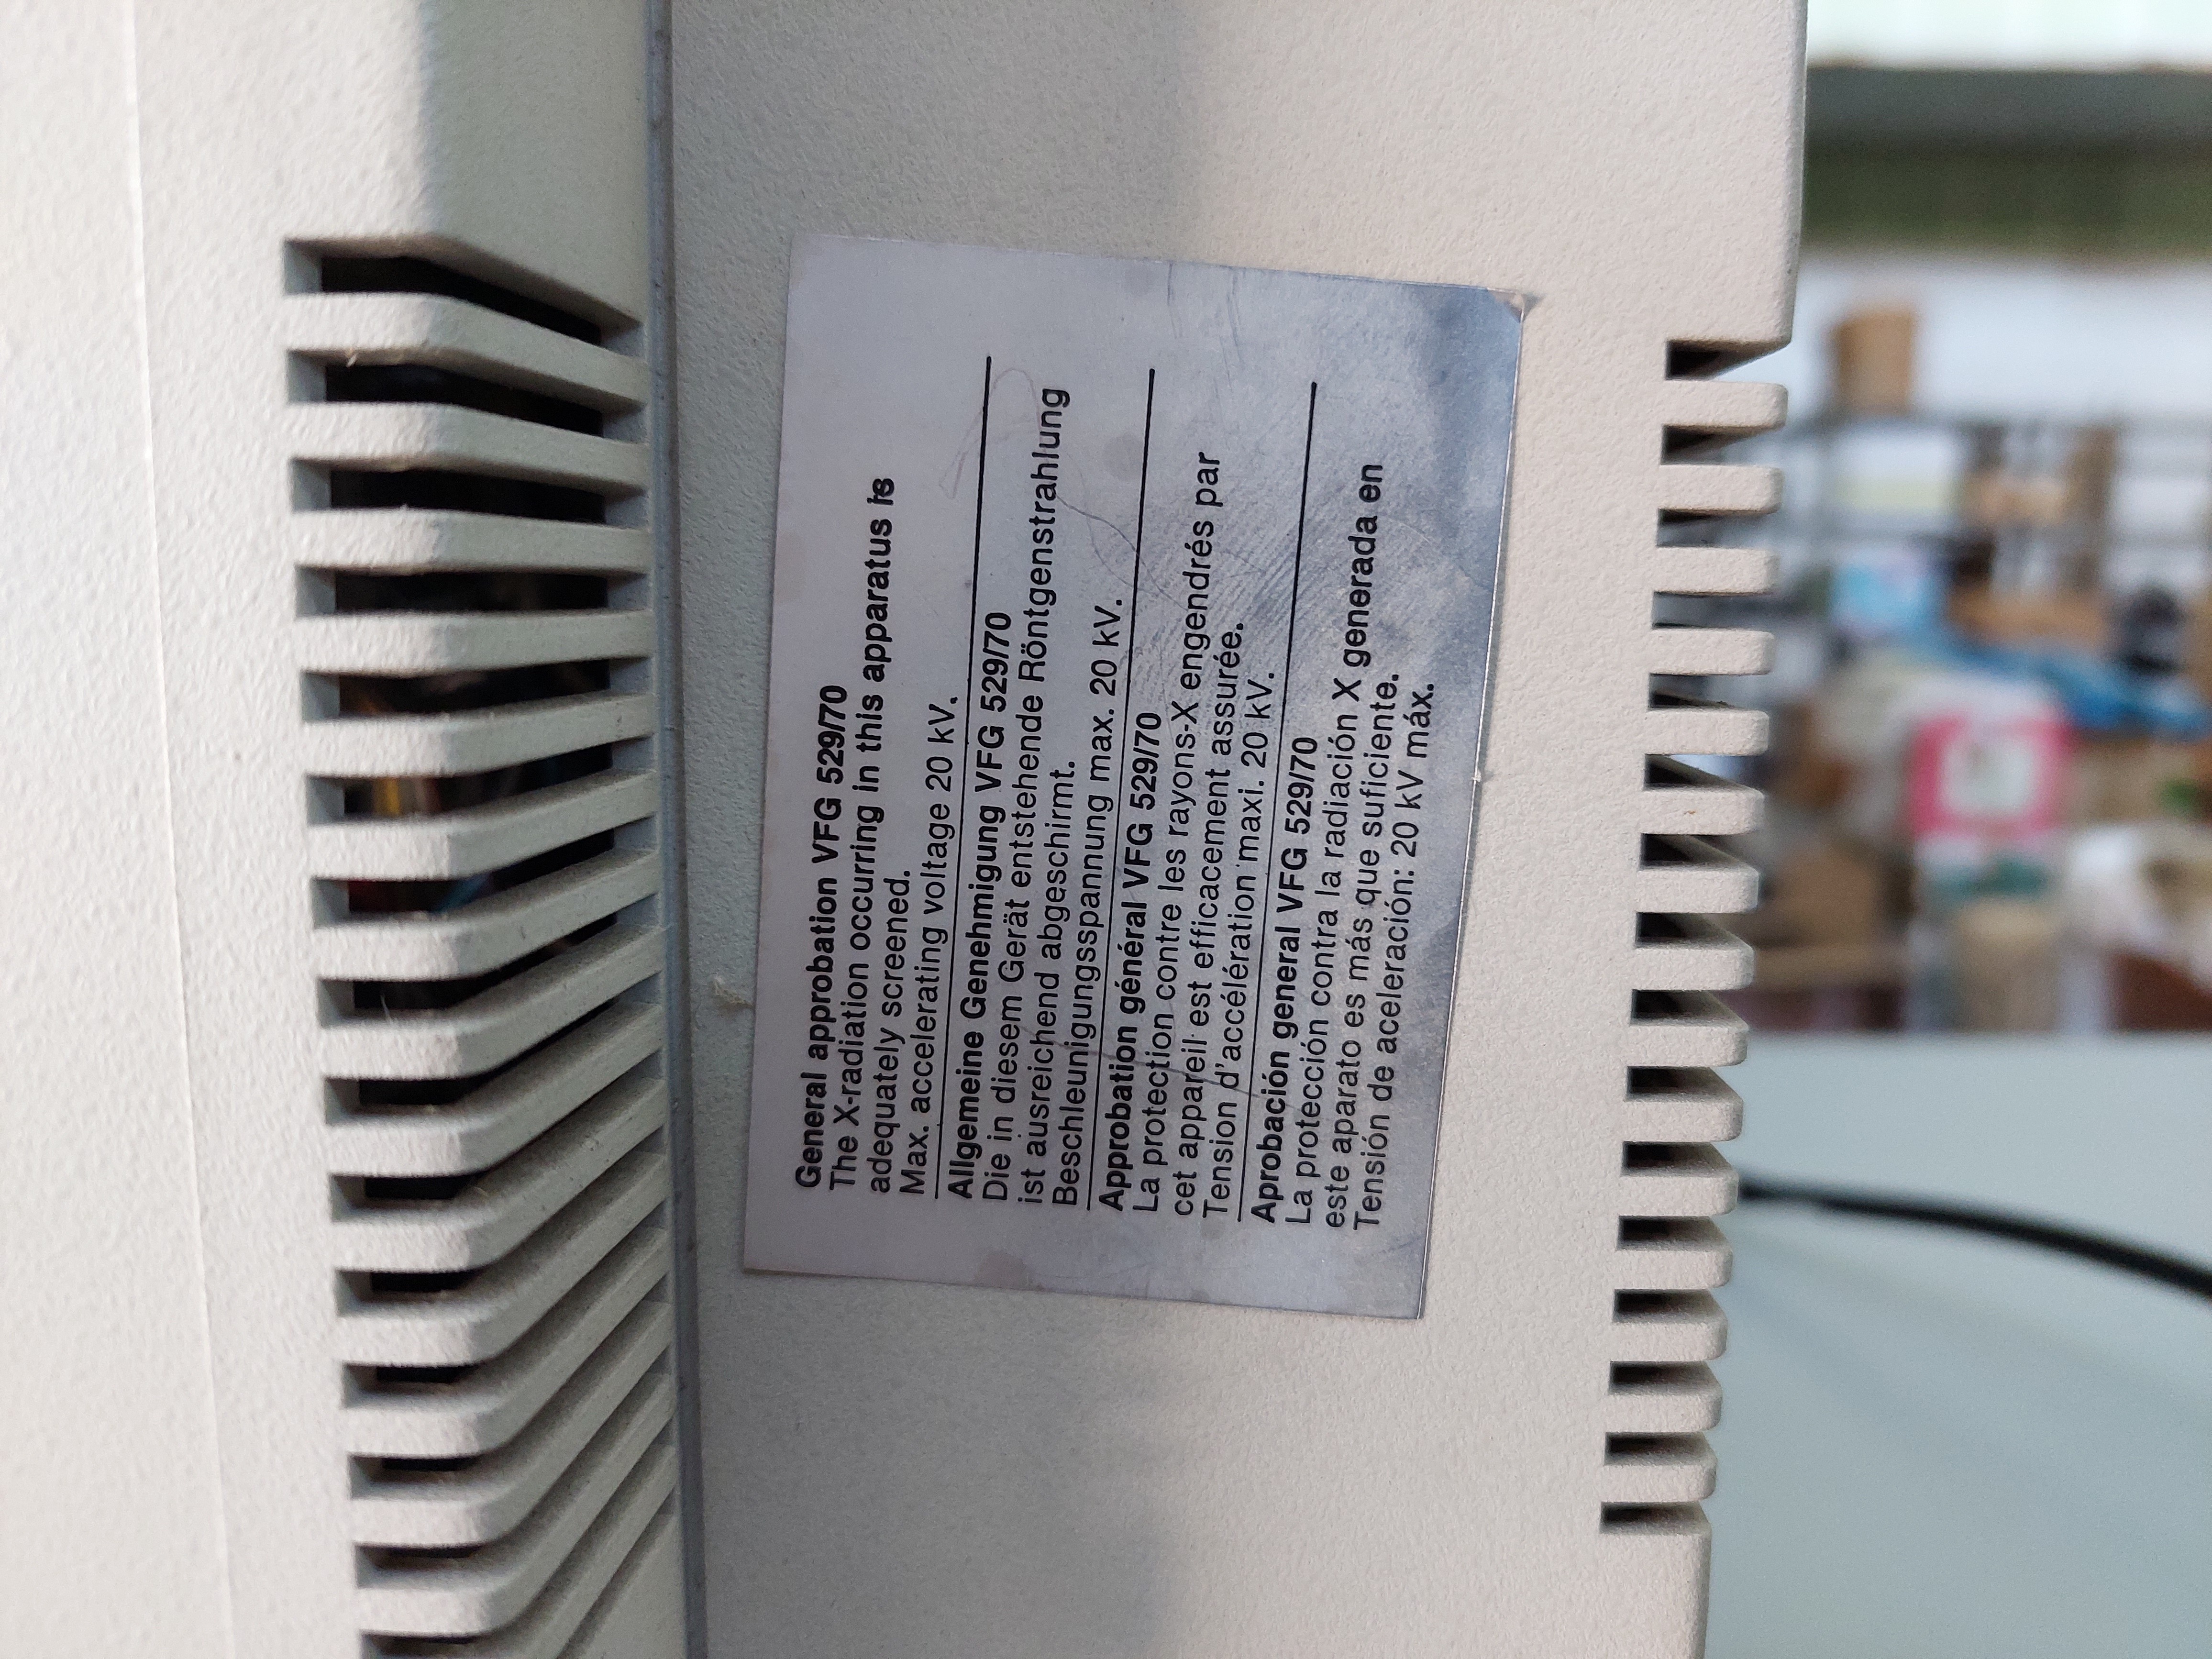 General approbation VFG 529/70
The X-radiation occurring in this apparatus is
adequately screened.
Max. accelerating voltage 20 kV.
Allgemeine Genehmigung VFG 529/70
Die in diesem Gerät entstehende Röntgenstrahlung
ist ausreichend abgeschirmt.
Beschleunigungsspannung max. 20 kV.
Approbation général VFG 529/70
La protection contre les rayons-X engendrés par
cet appareil est efficacement assurée.
Tension d'accélération maxi. 20 kV.
Aprobación general VFG 529/70
La protección contra la radiación X generada en
este aparato es más que suficiente.
Tensión de aceleración: 20 kV máx.